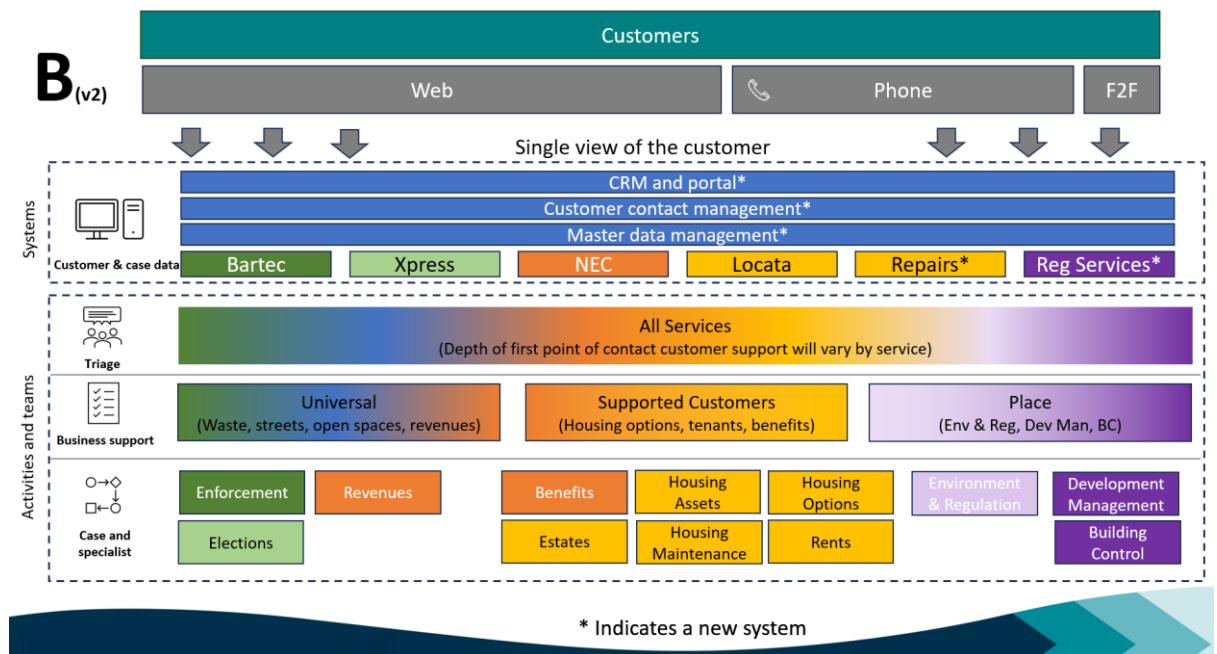 Customers
B(v2)
Web
Phone
F2F
Single view of the customer
Systems
CRM and portal*
Customer contact management*
Master data management*
Customer & case data
Bartec
Xpress
NEC
Locata
Repairs*
Reg Services*
Activities and teams
Triage
All Services
(Depth of first point of contact customer support will vary by service)
Business support
Universal
(Waste, streets, open spaces, revenues)
Supported Customers
(Housing options, tenants, benefits)
Place
(Env & Reg, Dev Man, BC)
Case and
specialist
Enforcement
Revenues
Benefits
Housing
Assets
Housing
Options
Environment
& Regulation
Development
Management
Elections
Estates
Housing
Maintenance
Rents
Building
Control
* Indicates a new system